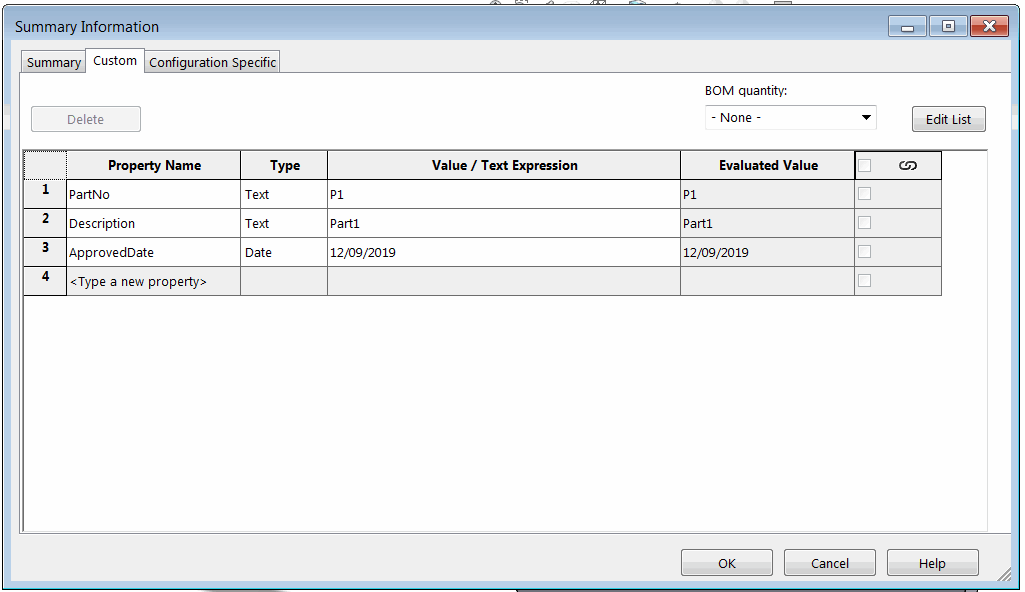 Summary Information
Summary Custom Configuration Specific
BOM quantity:
Delete - None - Edit List
Property Name Type Value / Text Expression Evaluated Value
1 PartNo Text P1 P1
2 Description Text Part1 Part1
3 ApprovedDate Date 12/09/2019 12/09/2019
4 <Type a new property>
OK Cancel Help